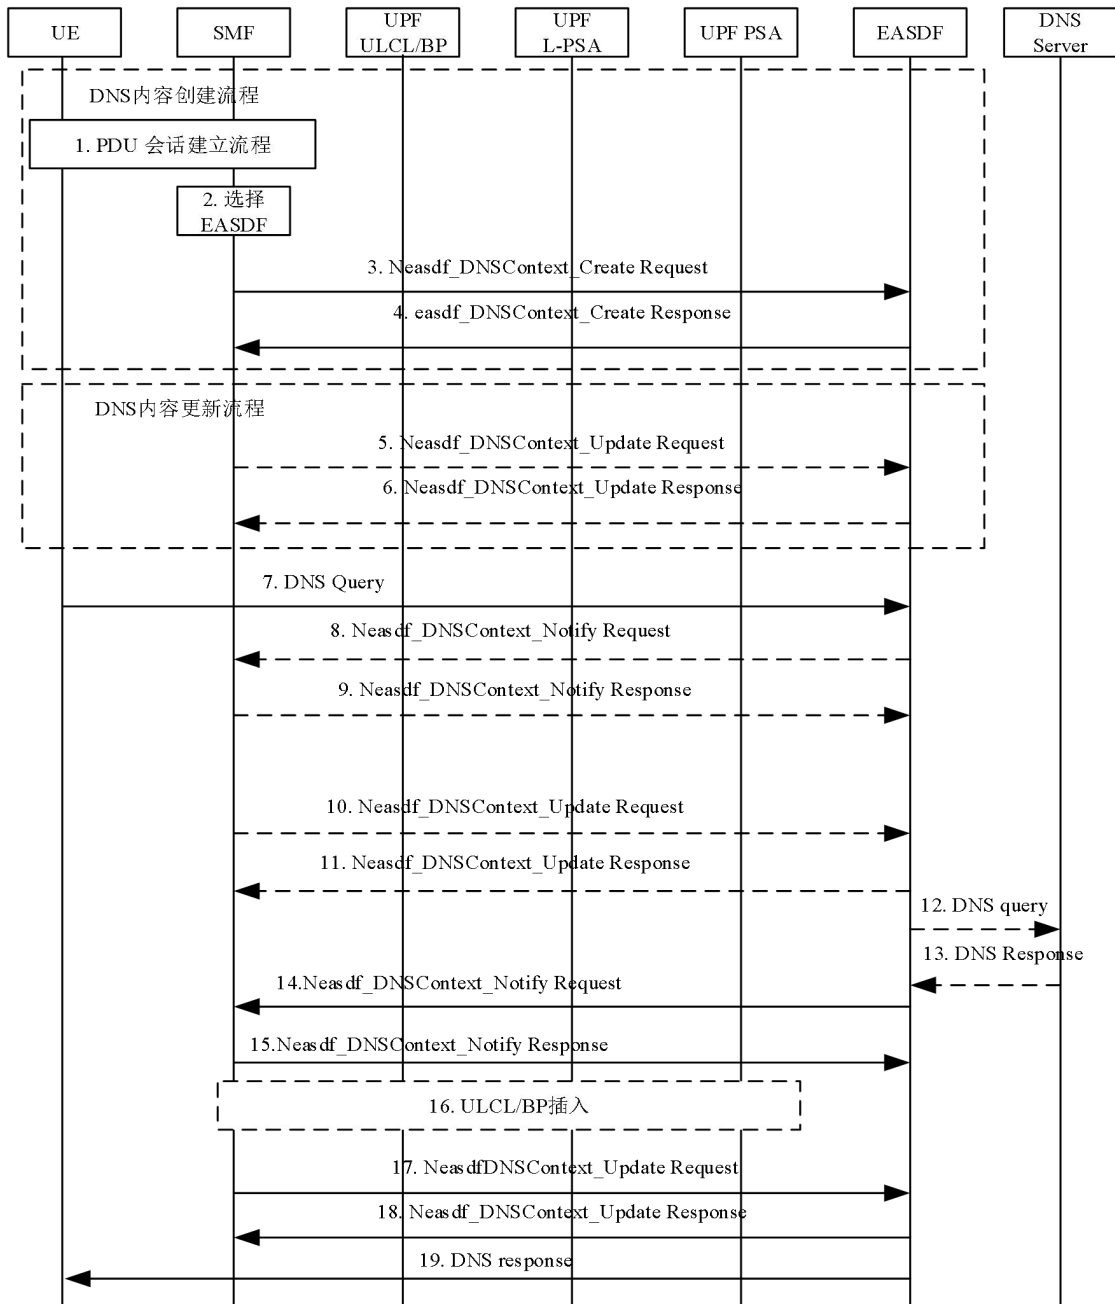 UE
SMF
UPF
ULCL/BP
UPF
L-PSA
UPF PSA
EASDF
DNS
Server
DNS内容创建流程
1. PDU 会话建立流程
2. 选择
EASDF
3. Neasdf_DNSContext_Create Request
4. easdf_DNSContext_Create Response
DNS内容更新流程
5. Neasdf_DNSContext_Update Request
6. Neasdf_DNSContext_Update Response
7. DNS Query
8. Neasdf_DNSContext_Notify Request
9. Neasdf_DNSContext_Notify Response
10. Neasdf_DNSContext_Update Request
11. Neasdf_DNSContext_Update Response
12. DNS query
13. DNS Response
14.Neasdf_DNSContext_Notify Request
15.Neasdf_DNSContext_Notify Response
16. ULCL/BP插入
17. NeasdfDNSContext_Update Request
18. Neasdf_DNSContext_Update Response
19. DNS response